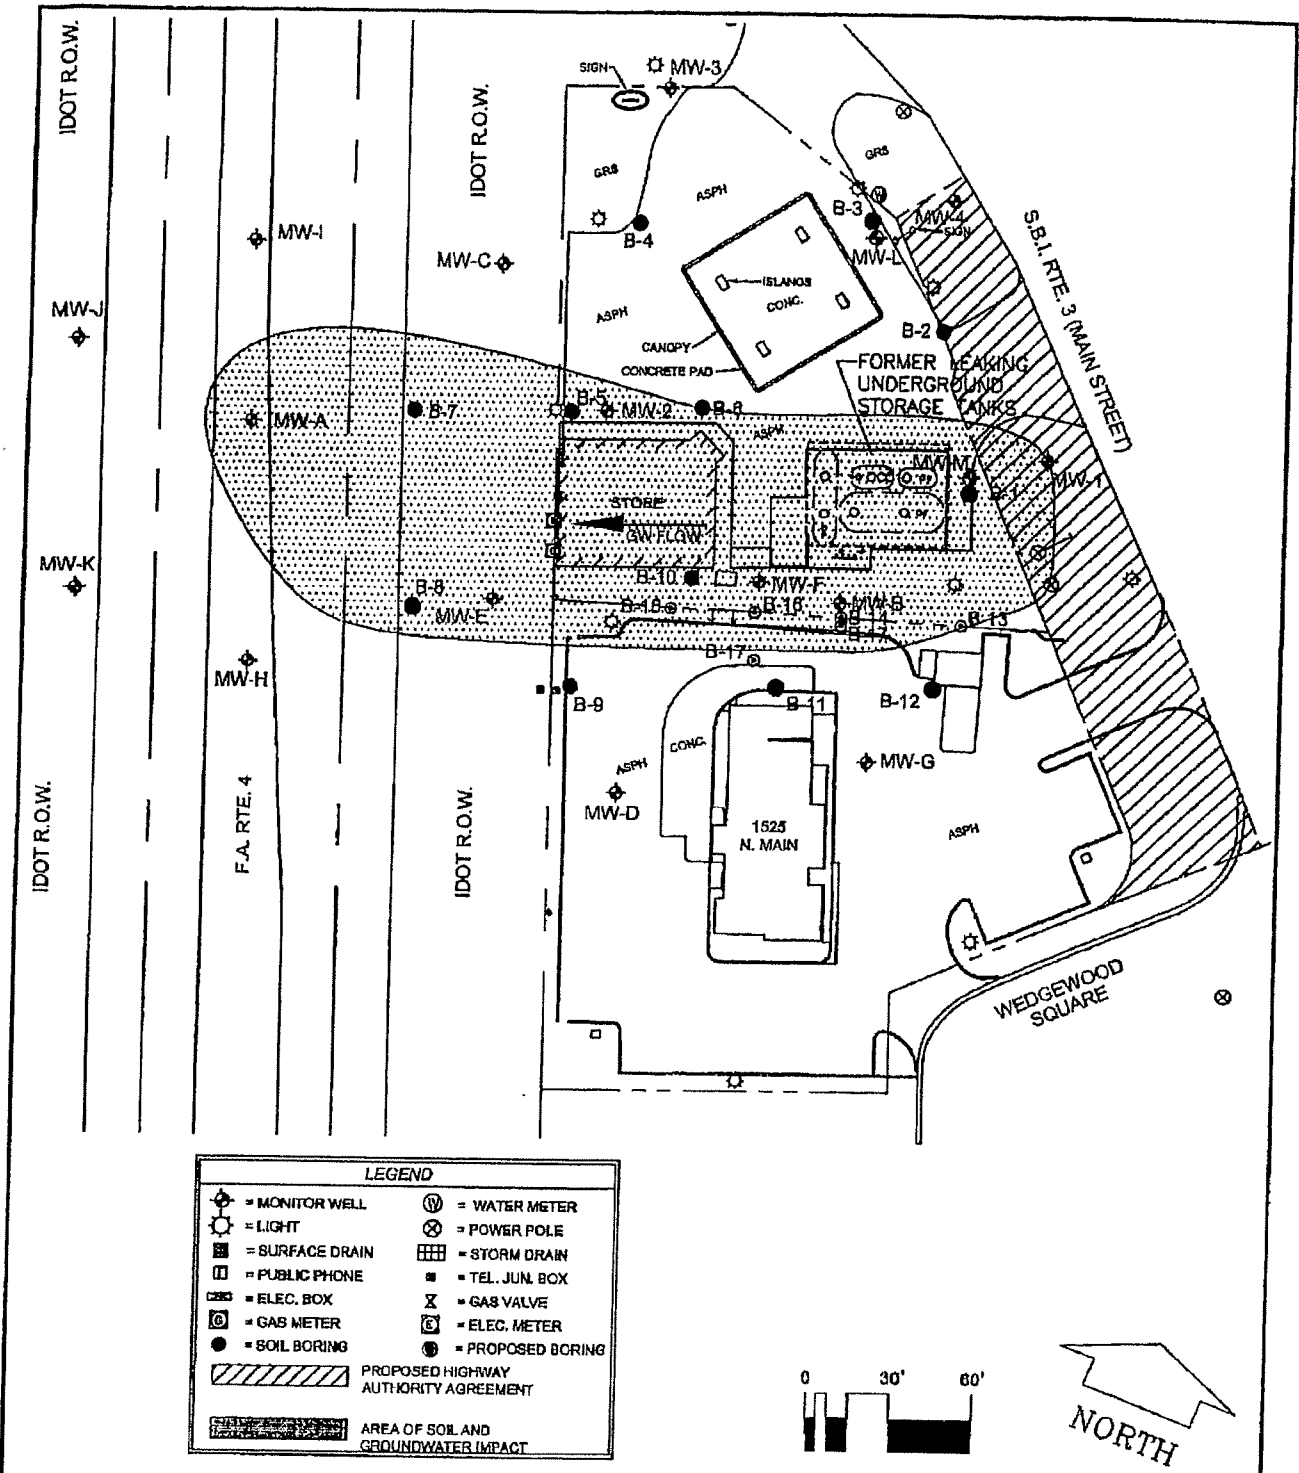 IDOT R.O.W.
IDOT R.O.W.
SIGN
MW-3
GRS
ASPH
GRS
B-3
MW-4
SIGN
MW-L
B-4
MW-I
MW-C
MW-J
ISLANDS
CONC.
ASPH
CANOPY
CONCRETE PAD
B-2
S.B.I. RTE. 3 (MAIN STREET)
FORMER LEAKING
UNDERGROUND
STORAGE TANKS
MW-A
B-7
B-5
MW-2
B-6
ASPH
MW-M
B-1
MW-1
STORE
GW FLOW
MW-K
B-8
MW-E
B-10
MW-F
MW-B
B-18
B-16
B-13
B-17
MW-H
B-9
B-11
B-12
CONC.
ASPH
MW-D
MW-G
1525
N. MAIN
ASPH
IDOT R.O.W.
F.A. RTE. 4
IDOT R.O.W.
WEDGEWOOD
SQUARE
LEGEND
= MONITOR WELL
= LIGHT
= SURFACE DRAIN
= PUBLIC PHONE
= ELEC. BOX
G = GAS METER
= SOIL BORING
W = WATER METER
= POWER POLE
= STORM DRAIN
= TEL. JUN. BOX
= GAS VALVE
E = ELEC. METER
= PROPOSED BORING
PROPOSED HIGHWAY
AUTHORITY AGREEMENT
AREA OF SOIL AND
GROUNDWATER IMPACT
0 30' 60'
NORTH